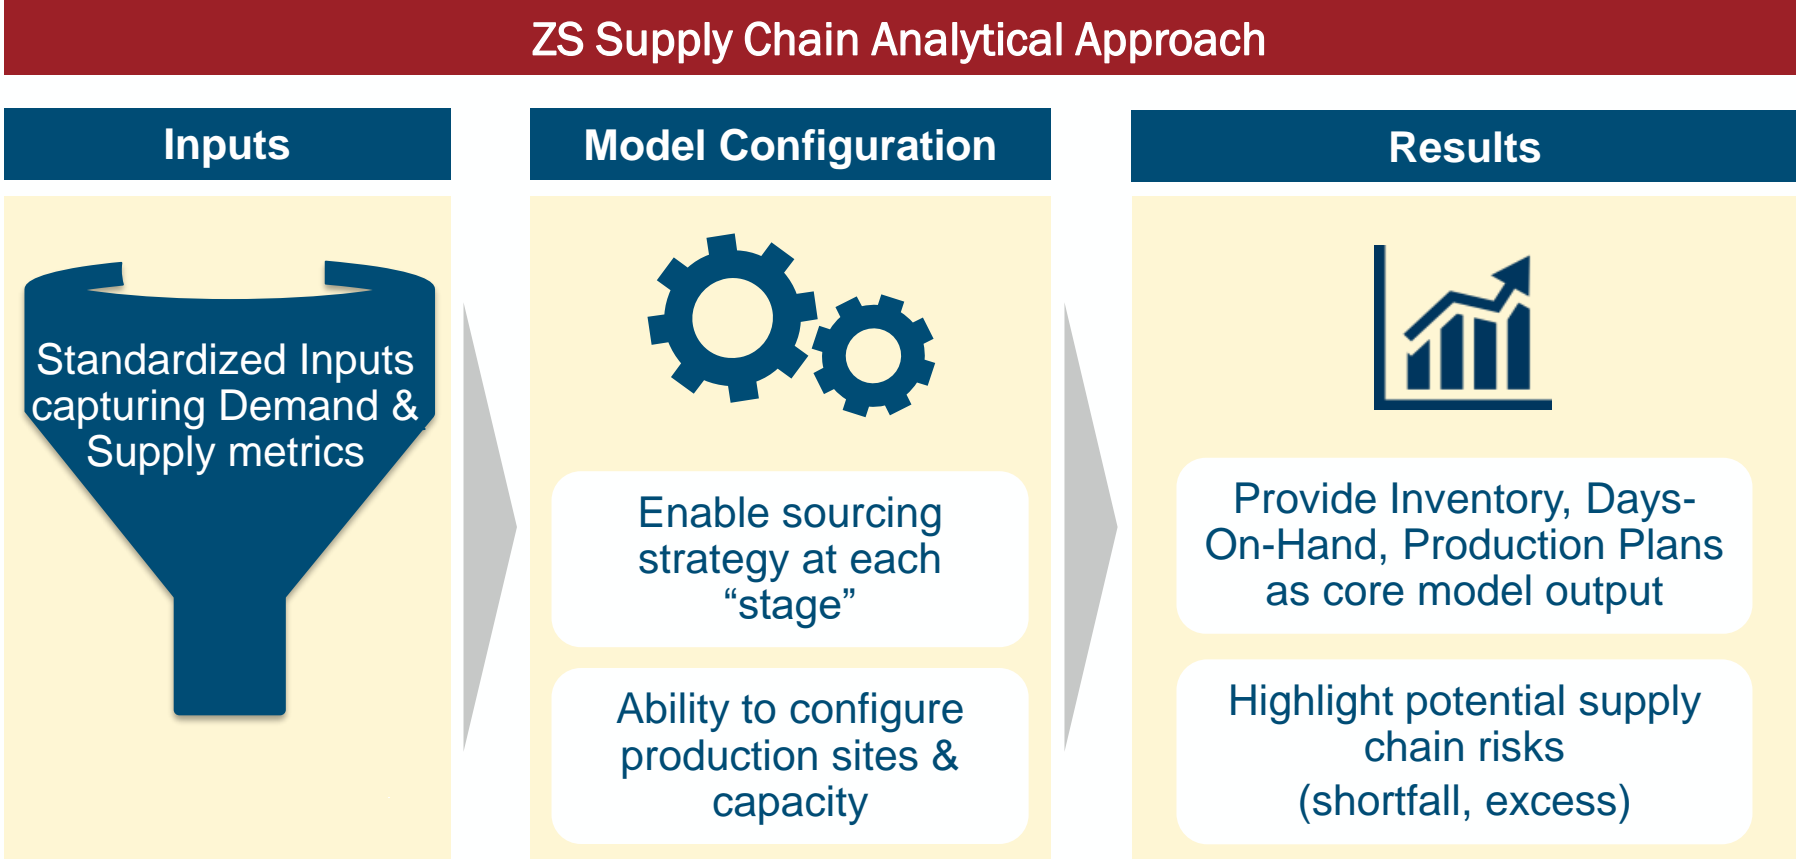 ZS Supply Chain Analytical Approach
Inputs
Standardized Inputs
capturing Demand &
Supply metrics
Model Configuration
Enable sourcing
strategy at each
“stage”
Ability to configure
production sites &
capacity
Results
Provide Inventory, Days-
On-Hand, Production Plans
as core model output
Highlight potential supply
chain risks
(shortfall, excess)